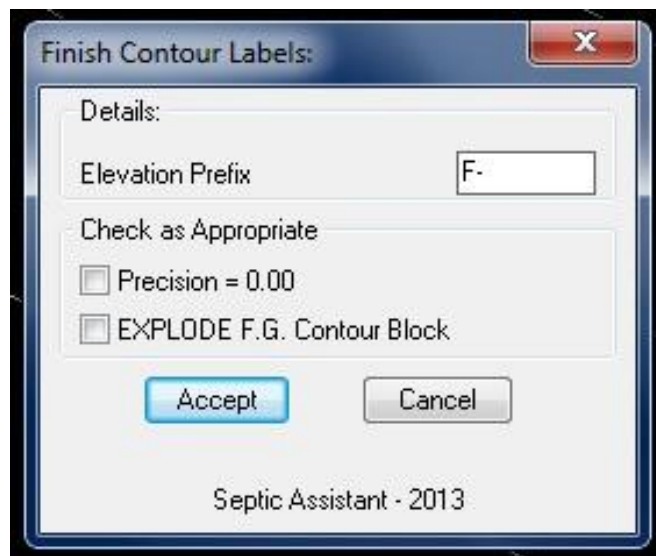 Finish Contour Labels:
Details:
Elevation Prefix F-
Check as Appropriate
Precision = 0.00
EXPLODE F.G. Contour Block
Accept Cancel
Septic Assistant - 2013